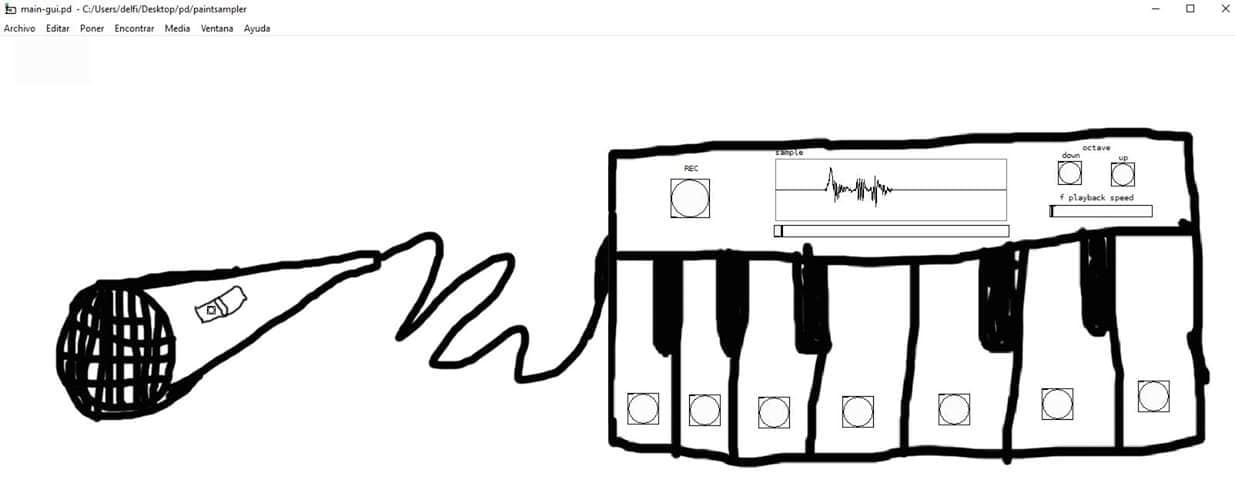 main-gui.pd - C:/Users/delfi/Desktop/pd/paintsampler
Archivo Editar Poner Encontrar Media Ventana Ayuda
sample
octave
down up
REC
f playback speed